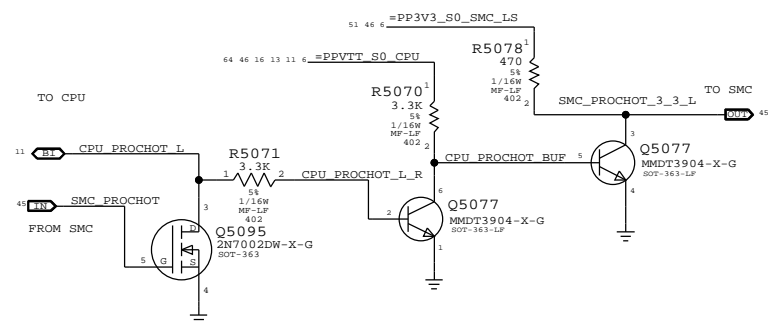 51 46 6 =PP3V3_S0_SMC_LS
64 46 16 13 11 6 =PPVTT_S0_CPU
R5078 1
470
5%
1/16W
MF-LF
402 2
R5070 1
3.3K
5%
1/16W
MF-LF
402
2
TO CPU
TO SMC
SMC_PROCHOT_3_3_L
OUT 45
11 BI CPU_PROCHOT_L
R5071
3.3K
1 2
5%
1/16W
MF-LF
402
CPU_PROCHOT_L_R
CPU_PROCHOT_BUF 5
3
Q5077
MMDT3904-X-G
SOT-363-LF
4
45 IN SMC_PROCHOT
FROM SMC
3
Q5095
2N7002DW-X-G
SOT-363
D
5 G S
4
6
2
Q5077
MMDT3904-X-G
SOT-363-LF
1